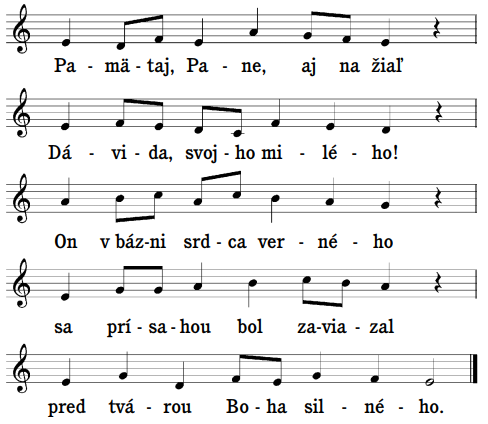 Pa - mä - taj, Pa - ne, aj na žiaľ
Dá - vi - da, svoj - ho mi - lé - ho!
On v báz - ni srd - ca ver - né - ho
sa prí - sa - hou bol za - via - zal
pred tvá - rou Bo - ha sil - né - ho.